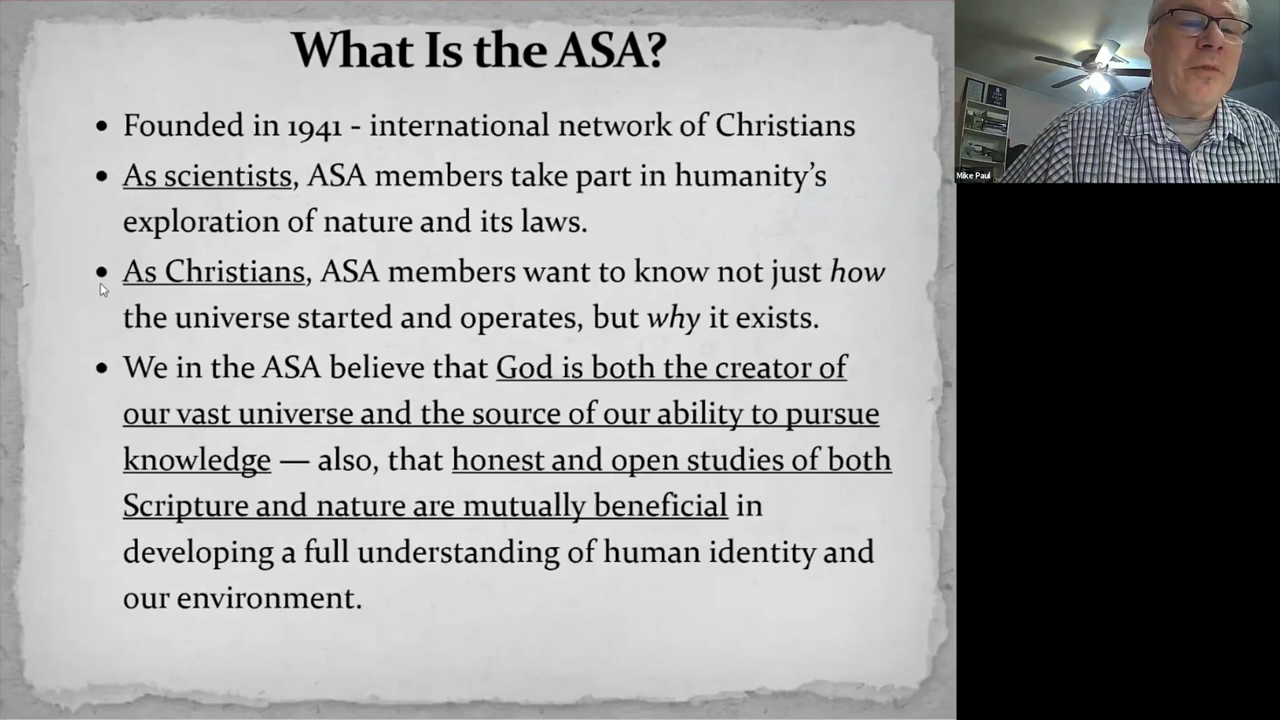 What Is the ASA?
• Founded in 1941 - international network of Christians
• As scientists, ASA members take part in humanity’s
exploration of nature and its laws.
• As Christians, ASA members want to know not just how
the universe started and operates, but why it exists.
• We in the ASA believe that God is both the creator of
our vast universe and the source of our ability to pursue
knowledge — also, that honest and open studies of both
Scripture and nature are mutually beneficial in
developing a full understanding of human identity and
our environment.
Mike Paul